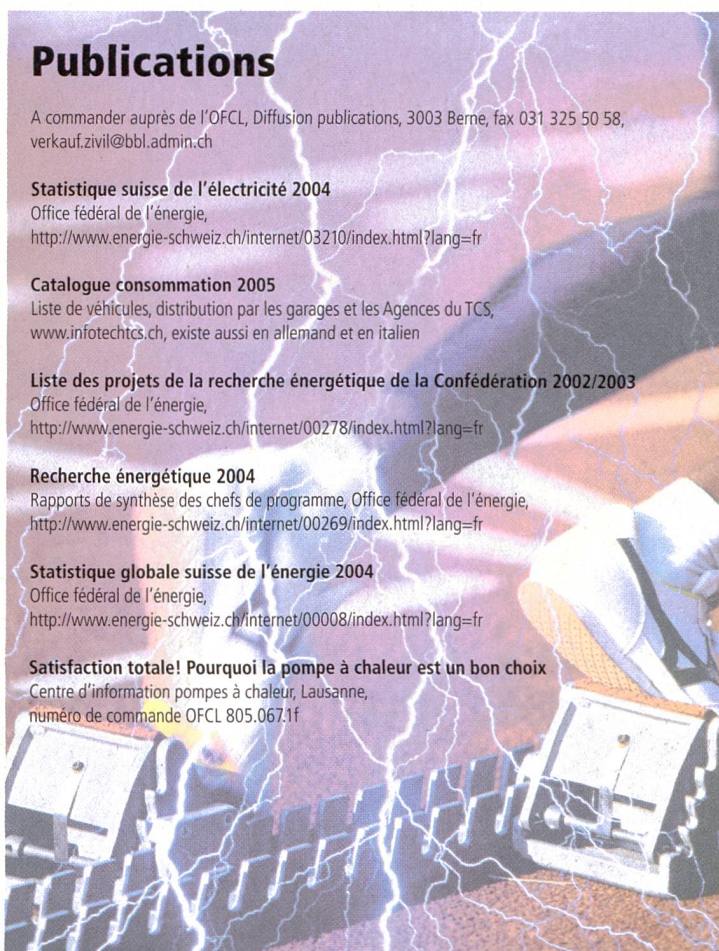 Publications
A commander auprès de l'OFCL, Diffusion publications, 3003 Berne, fax 031 325 50 58,
verkauf.zivil@bbl.admin.ch
Statistique suisse de l'électricité 2004
Office fédéral de l'énergie,
http://www.energie-schweiz.ch/internet/03210/index.html?lang=fr
Catalogue consommation 2005
Liste de véhicules, distribution par les garages et les Agences du TCS,
www.infotechtcs.ch, existe aussi en allemand et en italien
Liste des projets de la recherche énergétique de la Confédération 2002/2003
Office fédéral de l'énergie,
http://www.energie-schweiz.ch/internet/00278/index.html?lang=fr
Recherche énergétique 2004
Rapports de synthèse des chefs de programme, Office fédéral de l'énergie,
http://www.energie-schweiz.ch/internet/00269/index.html?lang=fr
Statistique globale suisse de l'énergie 2004
Office fédéral de l'énergie,
http://www.energie-schweiz.ch/internet/00008/index.html?lang=fr
Satisfaction totale! Pourquoi la pompe à chaleur est un bon choix
Centre d'information pompes à chaleur, Lausanne,
numéro de commande OFCL 805.067.1f